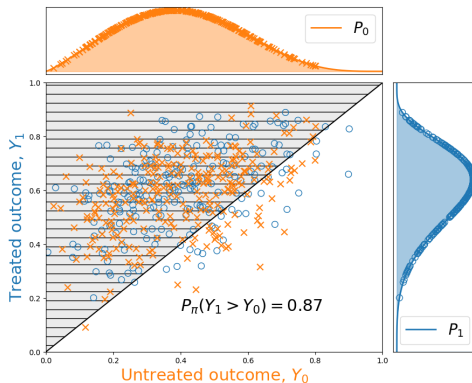 P₀
1.0
0.8
0.6
0.4
0.2
0.0
Treated outcome, Y₁
P_π(Y₁ > Y₀) = 0.87
0.0 0.2 0.4 0.6 0.8 1.0
Untreated outcome, Y₀
P₁